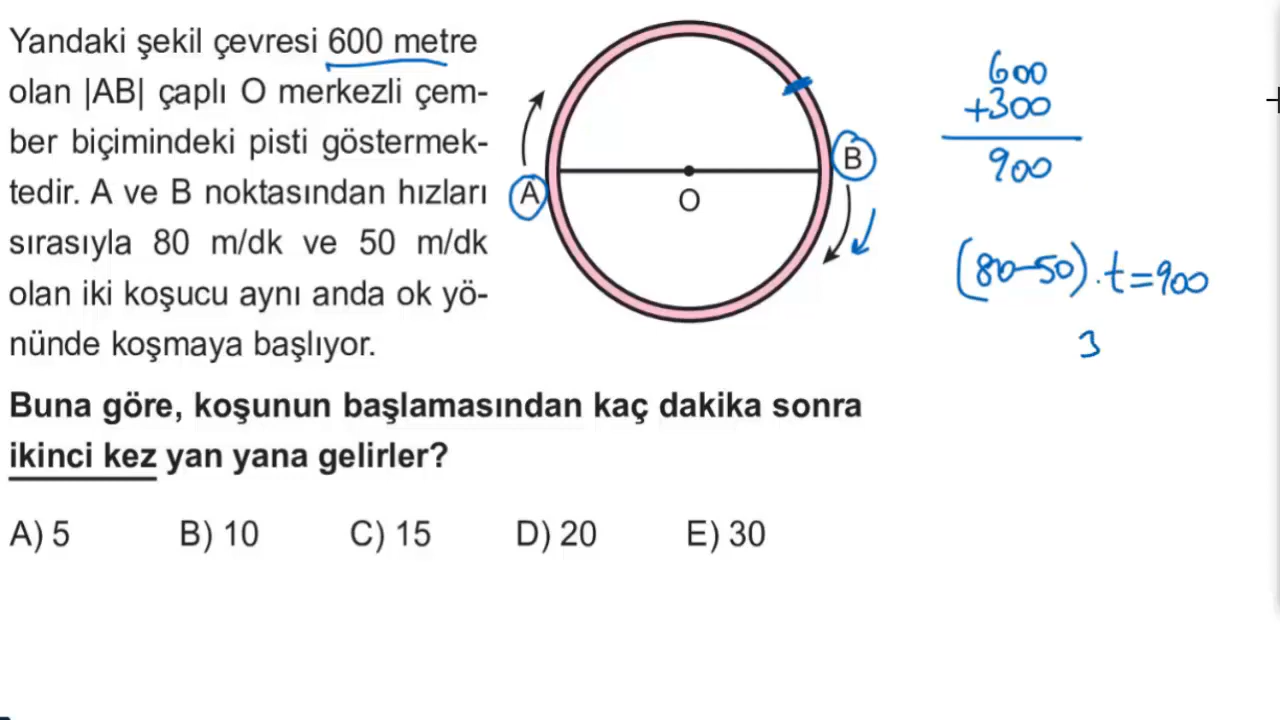 Yandaki şekil çevresi 600 metre
olan |AB| çaplı O merkezli çem-
ber biçimindeki pisti göstermek-
tedir. A ve B noktasından hızları
sırasıyla 80 m/dk ve 50 m/dk
olan iki koşucu aynı anda ok yö-
nünde koşmaya başlıyor.
A
B
O
600
+300
900
(80-50).t=900
3
Buna göre, koşunun başlamasından kaç dakika sonra
ikinci kez yan yana gelirler?
A) 5 B) 10 C) 15 D) 20 E) 30